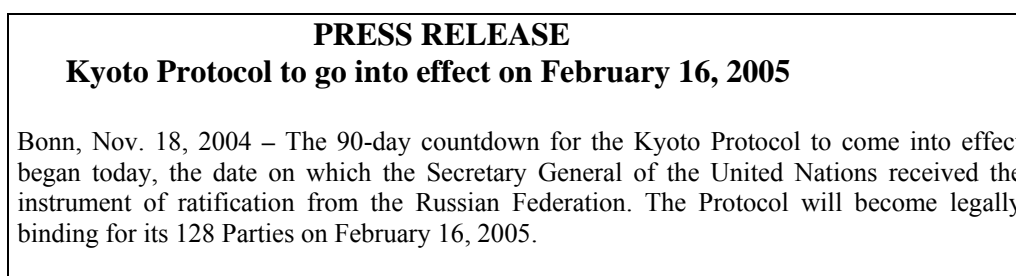 PRESS RELEASE
Kyoto Protocol to go into effect on February 16, 2005
Bonn, Nov. 18, 2004 – The 90-day countdown for the Kyoto Protocol to come into effect
began today, the date on which the Secretary General of the United Nations received the
instrument of ratification from the Russian Federation. The Protocol will become legally
binding for its 128 Parties on February 16, 2005.